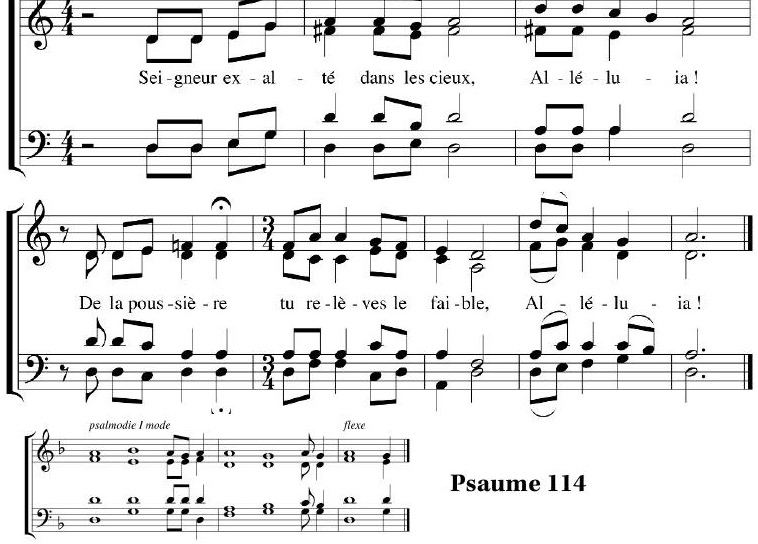 Sei - gneur ex - al - té dans les cieux, Al - lé - lu - ia !
De la pous - siè - re tu re - lè - ves le fai - ble, Al - lé - lu - ia !
psalmodie I mode flexe
Psaume 114